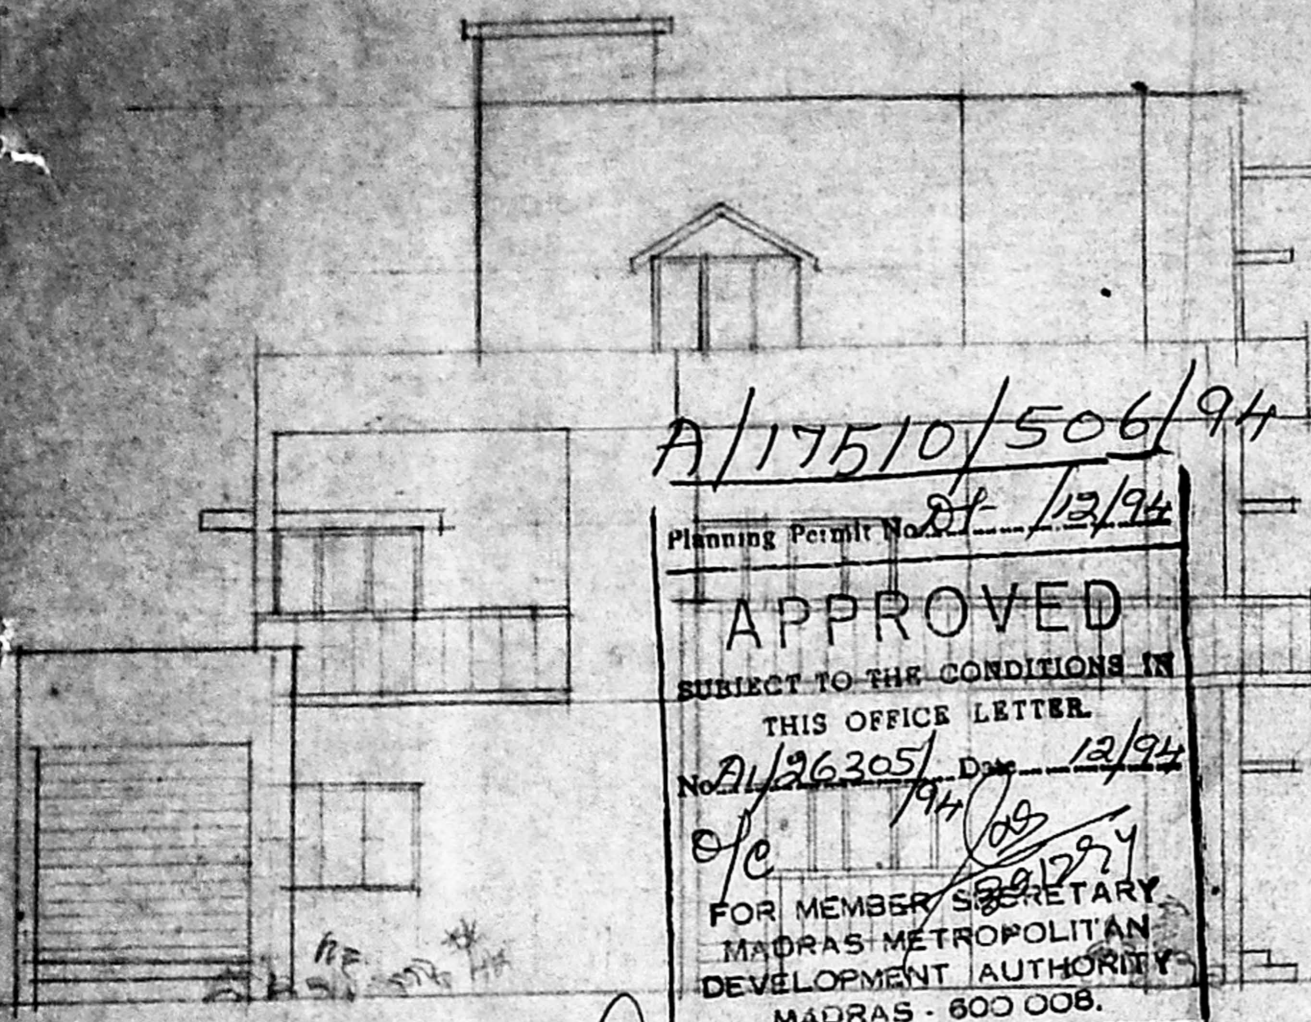 A/17510/506/94
Planning Permit No. Dt /12/94
APPROVED
SUBJECT TO THE CONDITIONS IN
THIS OFFICE LETTER.
No A1/26305/94 Date 12/94
O/C
FOR MEMBER SECRETARY
MADRAS METROPOLITAN
DEVELOPMENT AUTHORITY
MADRAS - 600 008.